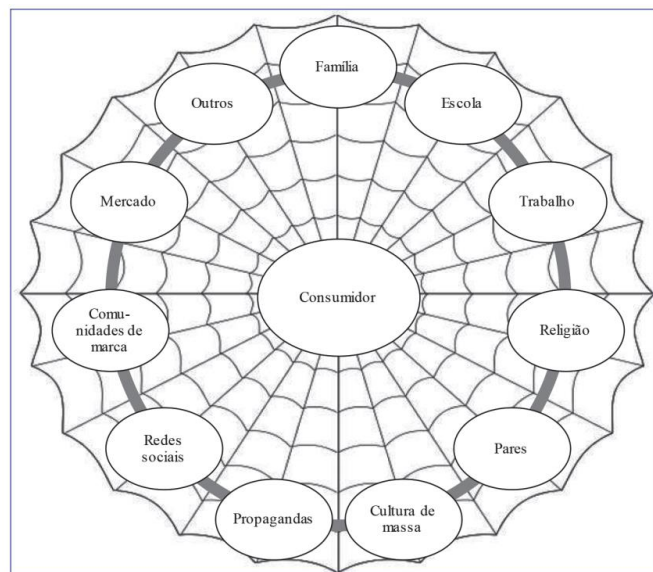 Família
Outros
Escola
Mercado
Trabalho
Consumidor
Comu-
nidades de
marca
Religião
Redes
sociais
Pares
Propagandas
Cultura de
massa